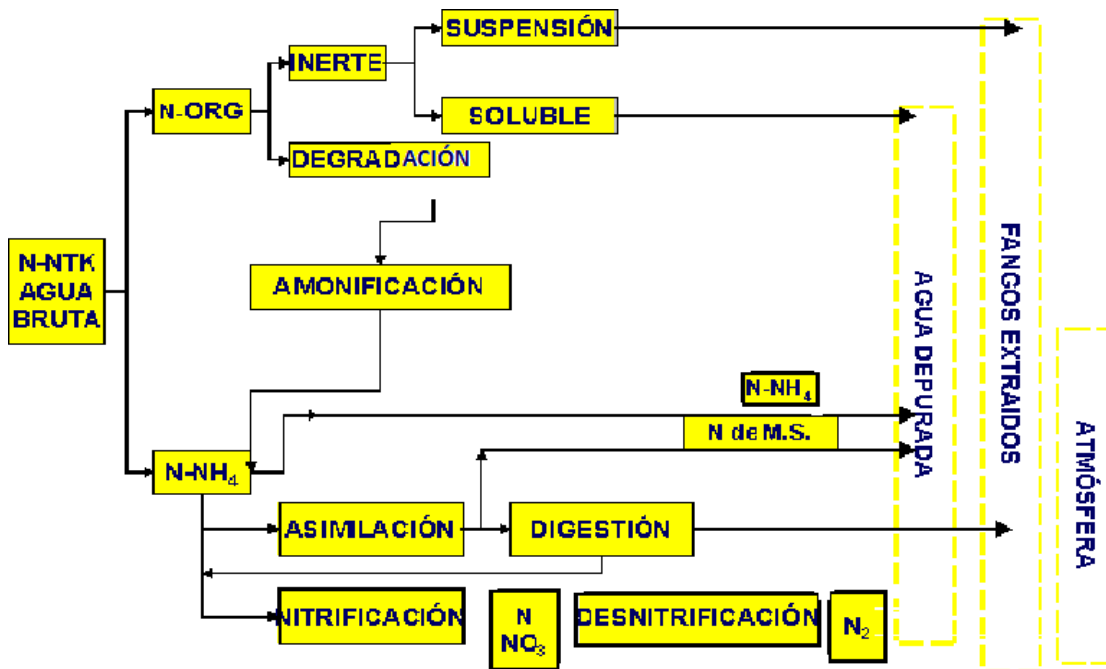 SUSPENSIÓN
INERTE
N-ORG
SOLUBLE
DEGRADACIÓN
N-NTK
AGUA
BRUTA
AMONIFICACIÓN
N-NH₄
N de M.S.
N-NH₄
ASIMILACIÓN
DIGESTIÓN
NITRIFICACIÓN
N
NO₃
DESNITRIFICACIÓN
N₂
AGUA DEPURADA
FANGOS EXTRAIDOS
ATMÓSFERA